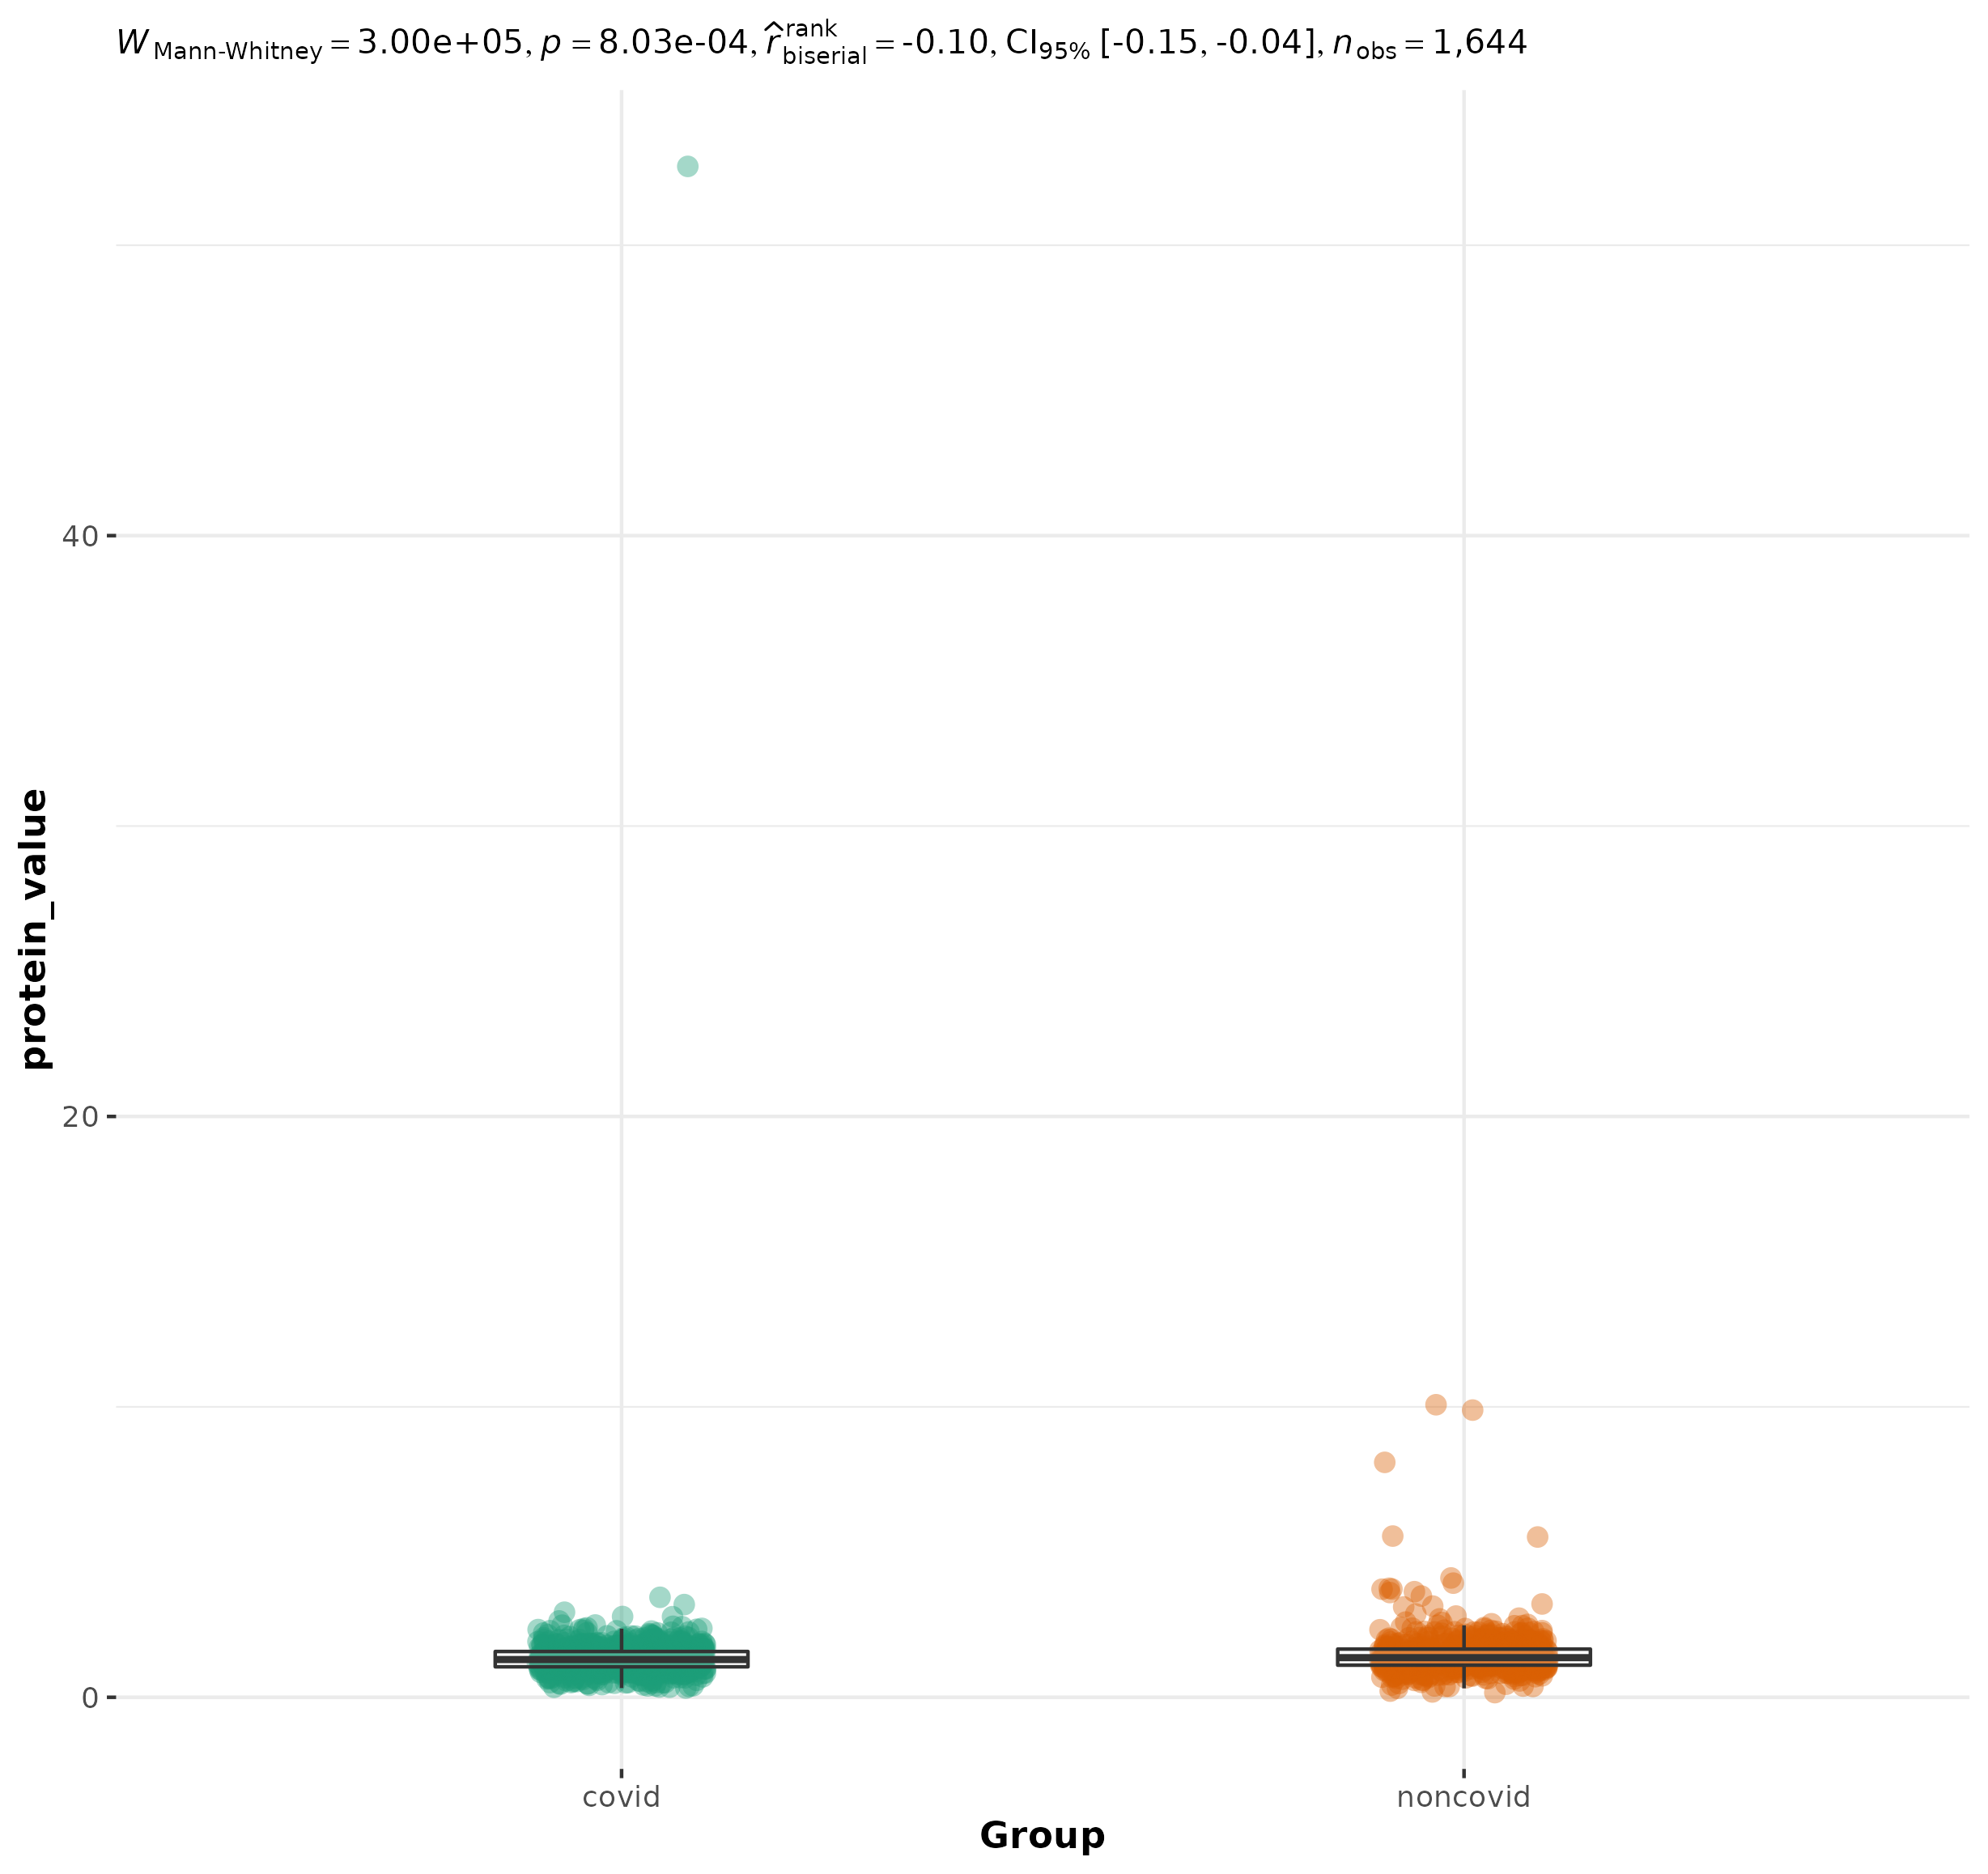 W Mann-Whitney = 3.00e+05, p = 8.03e-04, r̂ rank biserial = -0.10, CI95% [-0.15, -0.04], n obs = 1,644
40
20
0
protein_value
covid noncovid
Group